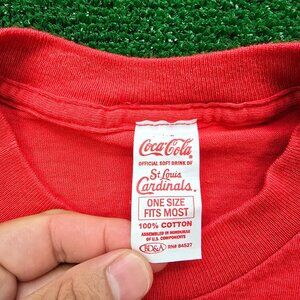 Coca-Cola
OFFICIAL SOFT DRINK OF
St. Louis
Cardinals.
ONE SIZE
FITS MOST
100% COTTON
ASSEMBLED IN HONDURAS
OF U.S. COMPONENTS
RN# 84527